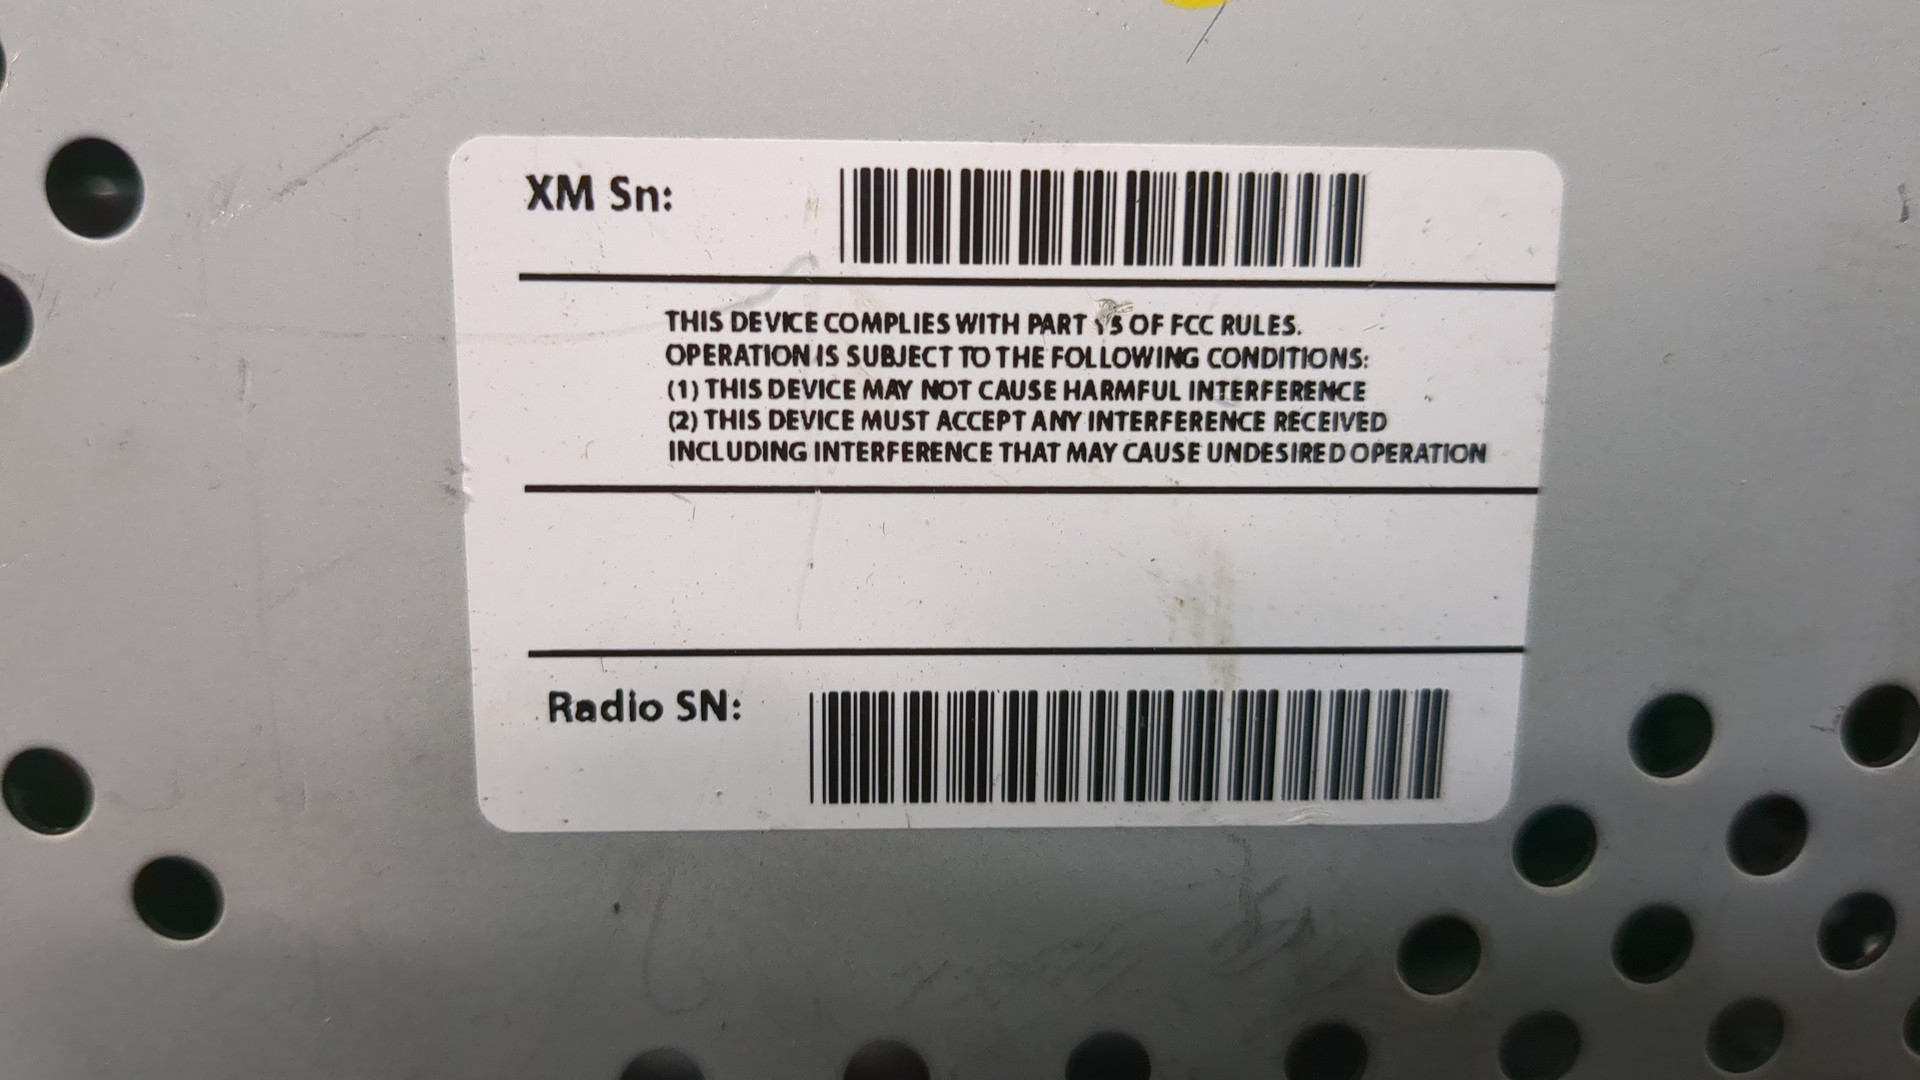 XM Sn:
THIS DEVICE COMPLIES WITH PART 15 OF FCC RULES.
OPERATION IS SUBJECT TO THE FOLLOWING CONDITIONS:
(1) THIS DEVICE MAY NOT CAUSE HARMFUL INTERFERENCE
(2) THIS DEVICE MUST ACCEPT ANY INTERFERENCE RECEIVED
INCLUDING INTERFERENCE THAT MAY CAUSE UNDESIRED OPERATION
Radio SN: